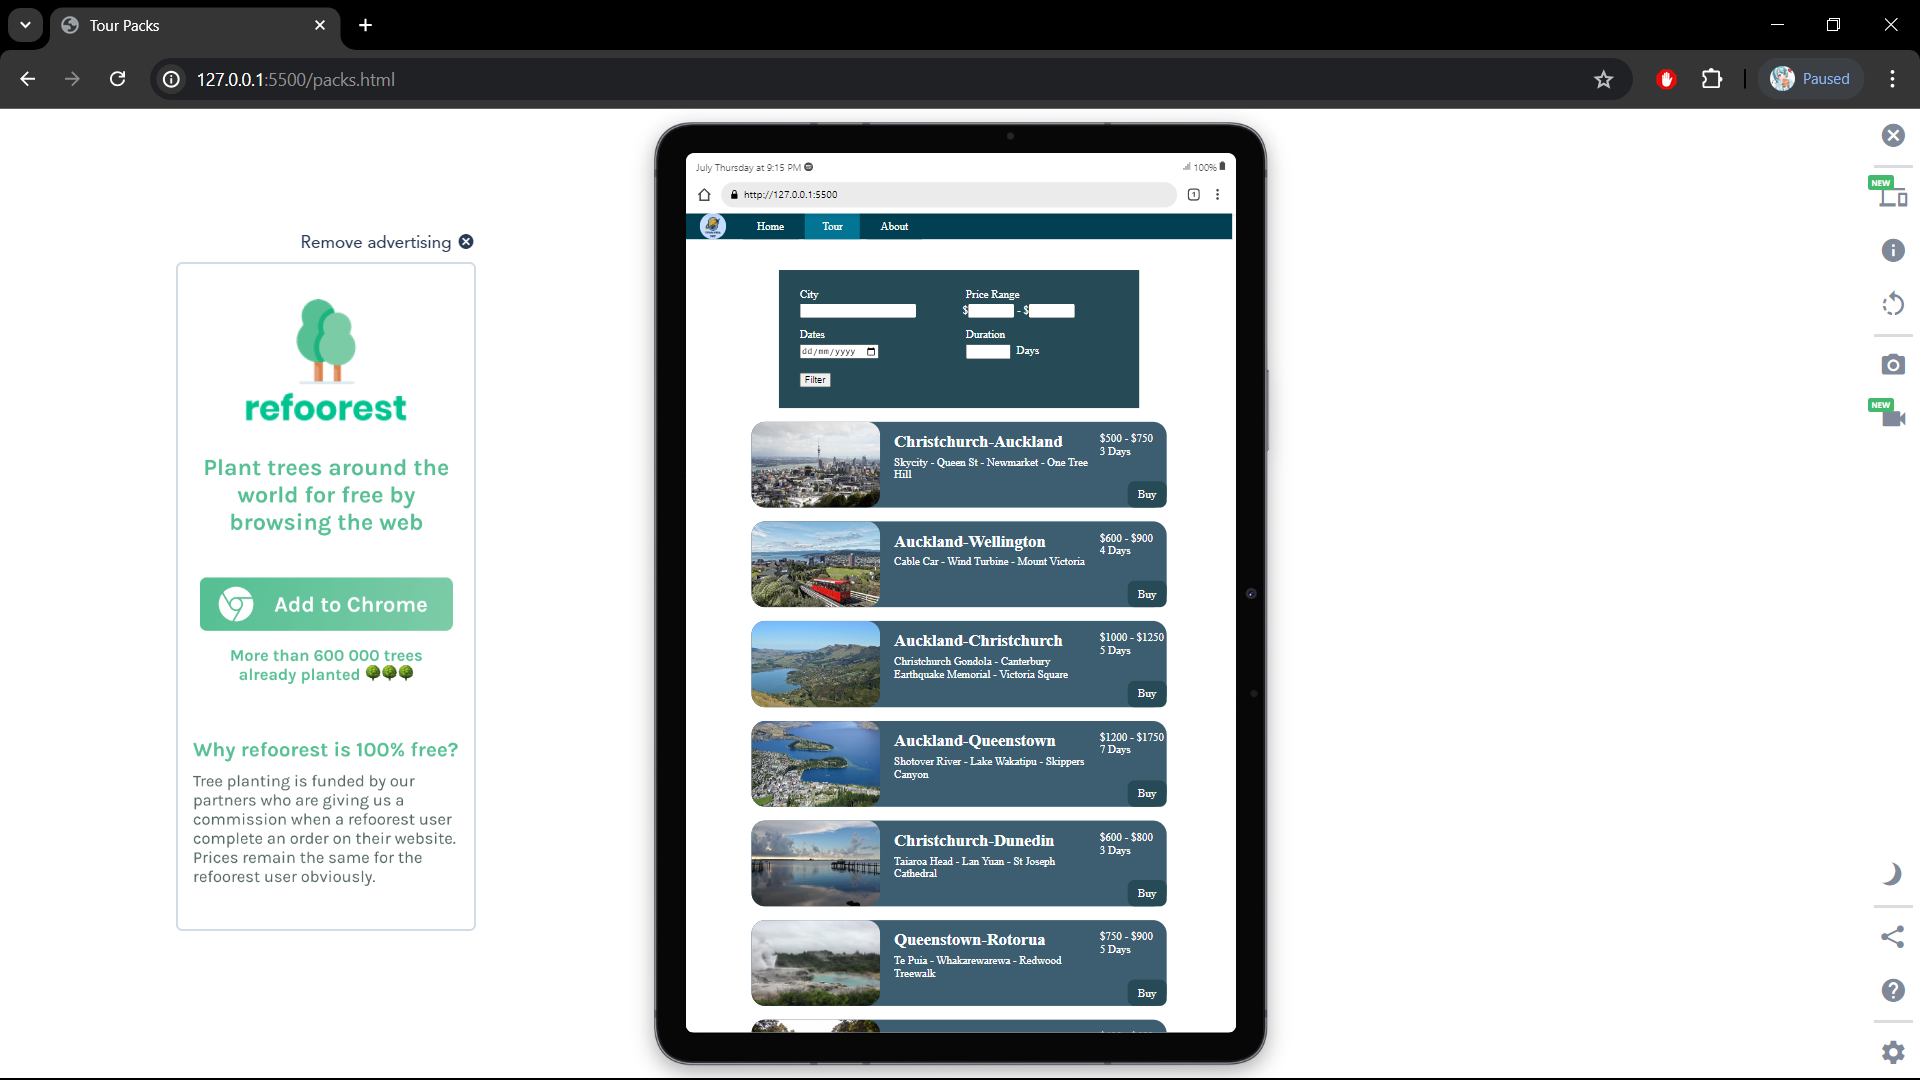 Tour Packs
127.0.0.1:5500/packs.html
Paused
Remove advertising
refoorest
Plant trees around the
world for free by
browsing the web
Add to Chrome
More than 600 000 trees
already planted
Why refoorest is 100% free?
Tree planting is funded by our
partners who are giving us a
commission when a refoorest user
complete an order on their website.
Prices remain the same for the
refoorest user obviously.
July Thursday at 9:15 PM
100%
http://127.0.0.1:5500
1
Home
Tour
About
City
Price Range
$ - $
Dates
Duration
dd/mm/yyyy
Days
Filter
Christchurch-Auckland
$500 - $750
3 Days
Skycity - Queen St - Newmarket - One Tree
Hill
Buy
Auckland-Wellington
$600 - $900
4 Days
Cable Car - Wind Turbine - Mount Victoria
Buy
Auckland-Christchurch
$1000 - $1250
5 Days
Christchurch Gondola - Canterbury
Earthquake Memorial - Victoria Square
Buy
Auckland-Queenstown
$1200 - $1750
7 Days
Shotover River - Lake Wakatipu - Skippers
Canyon
Buy
Christchurch-Dunedin
$600 - $800
3 Days
Taiaroa Head - Lan Yuan - St Joseph
Cathedral
Buy
Queenstown-Rotorua
$750 - $900
5 Days
Te Puia - Whakarewarewa - Redwood
Treewalk
Buy
NEW
NEW